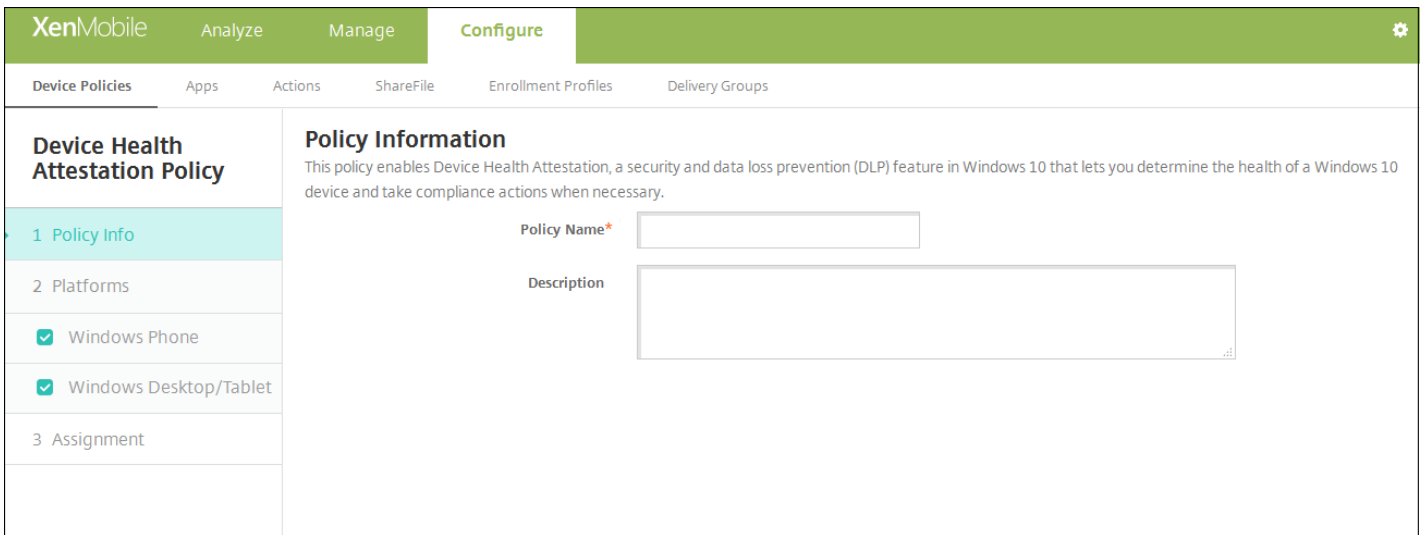 XenMobile Analyze Manage Configure
Device Policies Apps Actions ShareFile Enrollment Profiles Delivery Groups
Device Health
Attestation Policy
1 Policy Info
2 Platforms
Windows Phone
Windows Desktop/Tablet
3 Assignment
Policy Information
This policy enables Device Health Attestation, a security and data loss prevention (DLP) feature in Windows 10 that lets you determine the health of a Windows 10
device and take compliance actions when necessary.
Policy Name*
Description